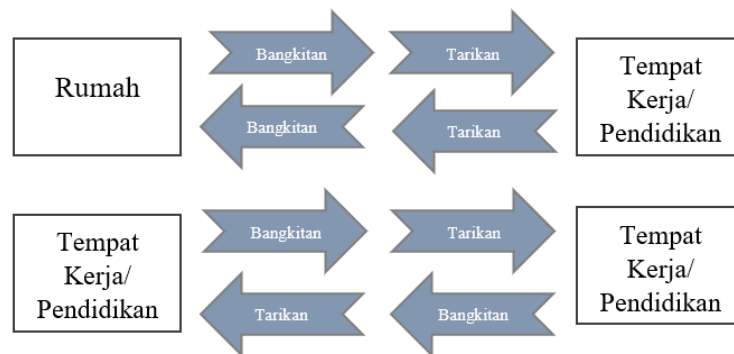 Rumah
Bangkitan
Tarikan
Bangkitan
Tarikan
Tempat
Kerja/
Pendidikan
Tempat
Kerja/
Pendidikan
Bangkitan
Tarikan
Tarikan
Bangkitan
Tempat
Kerja/
Pendidikan